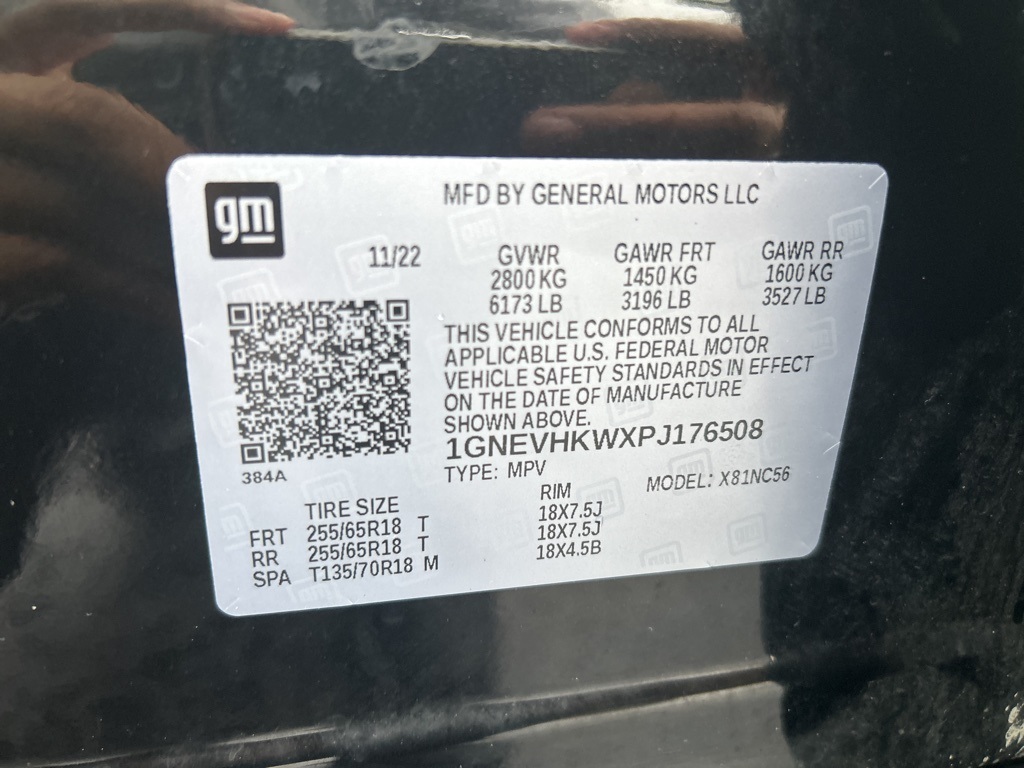 gm
MFD BY GENERAL MOTORS LLC
11/22 GVWR GAWR FRT GAWR RR
2800 KG 1450 KG 1600 KG
6173 LB 3196 LB 3527 LB
THIS VEHICLE CONFORMS TO ALL
APPLICABLE U.S. FEDERAL MOTOR
VEHICLE SAFETY STANDARDS IN EFFECT
ON THE DATE OF MANUFACTURE
SHOWN ABOVE.
1GNEVHKWXPJ176508
384A
TYPE: MPV MODEL: X81NC56
TIRE SIZE RIM
FRT 255/65R18 T 18X7.5J
RR 255/65R18 T 18X7.5J
SPA T135/70R18 M 18X4.5B